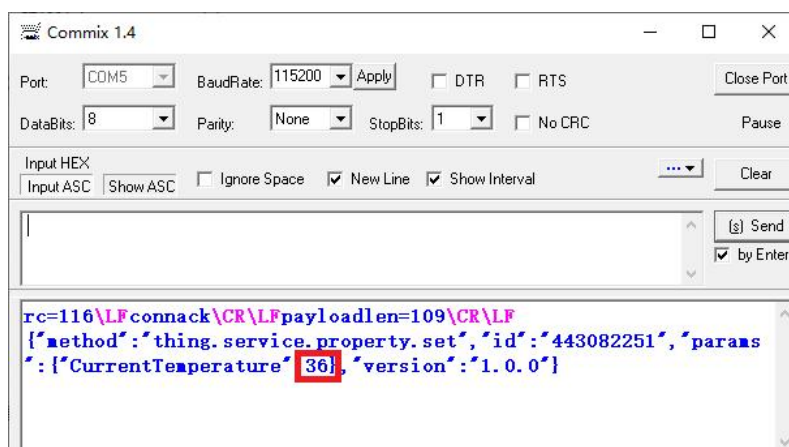 Commix 1.4
Port: COM5 BaudRate: 115200 Apply DTR RTS Close Port
DataBits: 8 Parity: None StopBits: 1 No CRC Pause
Input HEX
Input ASC Show ASC Ignore Space New Line Show Interval ... Clear
(s) Send
by Enter
rc=116\LFconnack\CR\LFpayloadlen=109\CR\LF
{"method":"thing.service.property.set","id":"443082251","params
":{"CurrentTemperature" 36},"version":"1.0.0"}